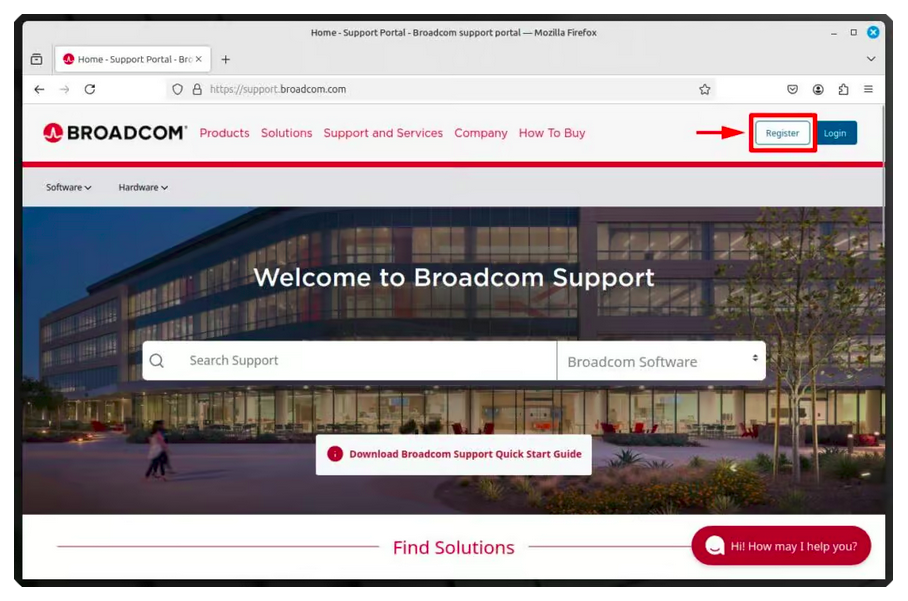 Home - Support Portal - Broadcom support portal — Mozilla Firefox
Home - Support Portal - Bro
https://support.broadcom.com
BROADCOM Products Solutions Support and Services Company How To Buy Register Login
Software Hardware
Welcome to Broadcom Support
Search Support Broadcom Software
Download Broadcom Support Quick Start Guide
Find Solutions
Hi! How may I help you?